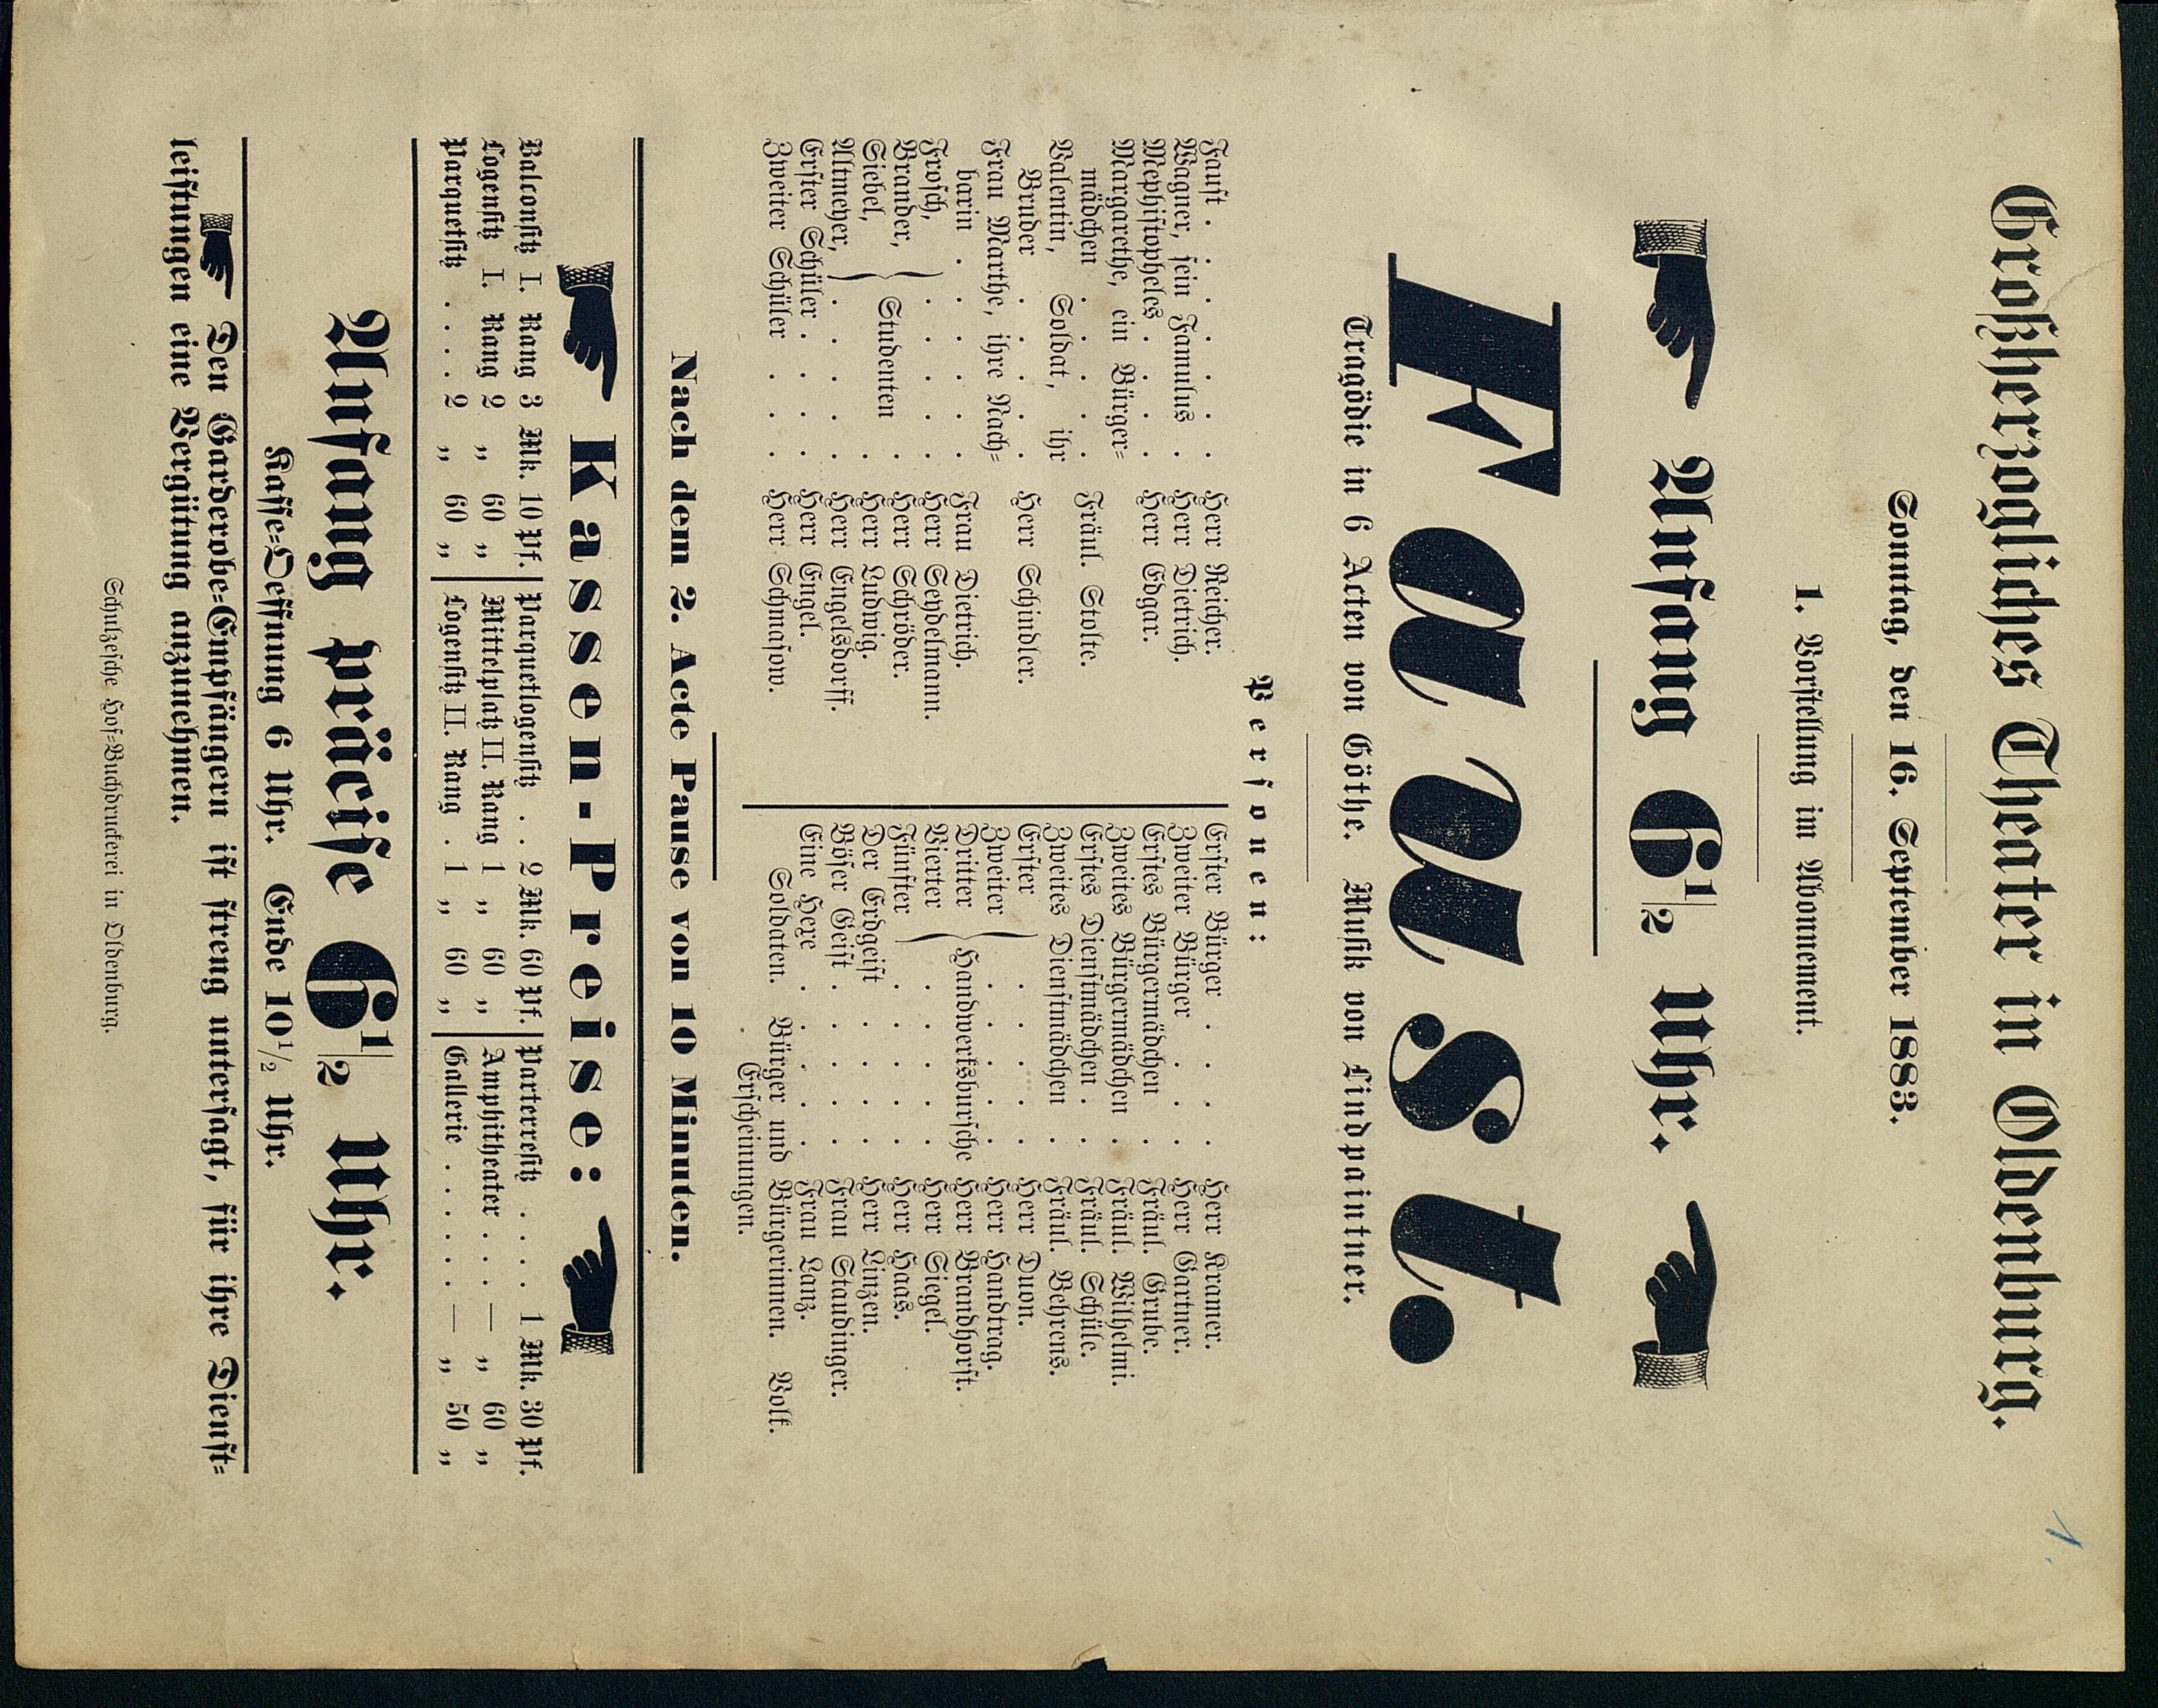 1.
Großherzogliches Theater in Oldenburg.
Sonntag, den 16. September 1883.
1. Vorstellung im Abonnement.
Anfang 6½ Uhr.
Faust.
Tragödie in 6 Acten von Göthe. Musik von Lindpaintner.
Personen:
Faust . . . . . . . Herr Reicher.
Wagner, sein Famulus . Herr Dietrich.
Mephistopheles . . . . Herr Edgar.
Margarethe, ein Bürger=
mädchen . . . . . Fräul. Stolte.
Valentin, Soldat, ihr
Bruder . . . . . Herr Schindler.
Frau Marthe, ihre Nach=
barin . . . . . . Frau Dietrich.
Frosch, . . . . . Herr Seydelmann.
Brander, . . . . . Herr Schröder.
Siebel, Studenten . Herr Ludwig.
Altmeyer, . . . . . Herr Engelsdorff.
Erster Schüler . . . . Herr Engel.
Zweiter Schüler . . . Herr Schmasow.
Erster Bürger . . . . . Herr Kramer.
Zweiter Bürger . . . . Herr Gartner.
Erstes Bürgermädchen . . Fräul. Grube.
Zweites Bürgermädchen . Fräul. Wilhelmi.
Erstes Dienstmädchen . . Fräul. Schüle.
Zweites Dienstmädchen . Fräul. Behrens.
Erster . . . . . Herr Duon.
Zweiter . . . . . Herr Handtrag.
Dritter Handwerksbursche Herr Brandhorst.
Vierter . . . . . Herr Siegel.
Fünfter . . . . . Herr Haas.
Der Erdgeist . . . . . Herr Linzen.
Böser Geist . . . . . Frau Staudinger.
Eine Hexe . . . . . . Frau Lanz.
Soldaten. Bürger und Bürgerinnen. Volk.
Erscheinungen.
Nach dem 2. Acte Pause von 10 Minuten.
Kassen-Preise:
Balconsitz I. Rang 3 Mk. 10 Pf.
Logensitz I. Rang 2 „ 60 „
Parquetsitz . . . . 2 „ 60 „
Parquetlogensitz . . 2 Mk. 60 Pf.
Mittelplatz II. Rang 1 „ 60 „
Logensitz II. Rang . 1 „ 60 „
Parterresitz . . . . 1 Mk. 30 Pf.
Amphitheater . . . — „ 60 „
Gallerie . . . . . . — „ 50 „
Anfang präcise 6½ Uhr.
Kasse=Oeffnung 6 Uhr. Ende 10½ Uhr.
Den Garderobe=Empfängern ist streng untersagt, für ihre Dienst=
leistungen eine Vergütung anzunehmen.
Schulzesche Hof=Buchdruckerei in Oldenburg.